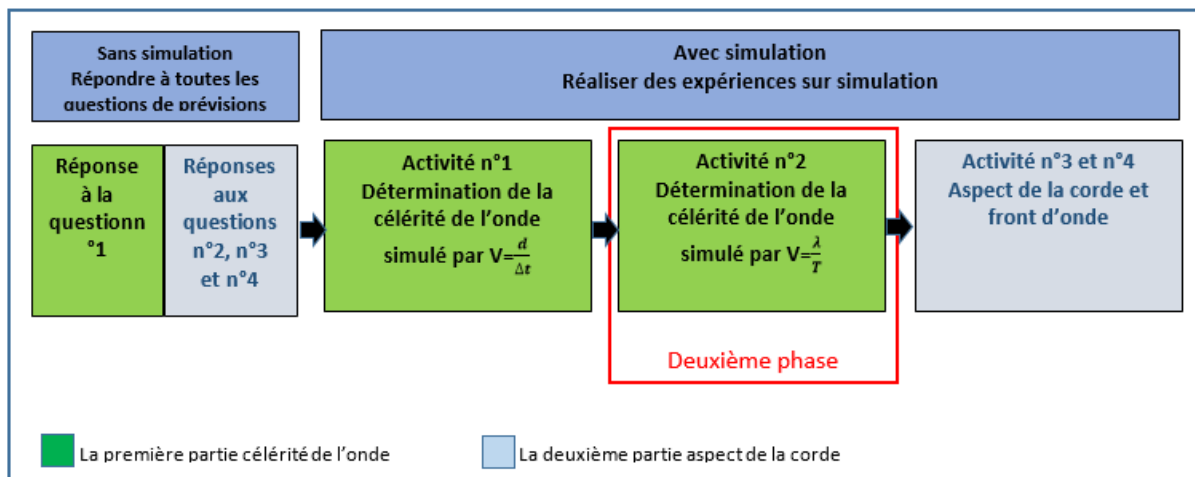 Sans simulation
Répondre à toutes les
questions de prévisions
Avec simulation
Réaliser des expériences sur simulation
Réponse
à la
questionn
°1
Réponses
aux
questions
n°2, n°3
et n°4
Activité n°1
Détermination de la
célérité de l’onde
simulé par V=d/Δt
Activité n°2
Détermination de la
célérité de l’onde
simulé par V=λ/T
Activité n°3 et n°4
Aspect de la corde et
front d’onde
Deuxième phase
La première partie célérité de l’onde
La deuxième partie aspect de la corde